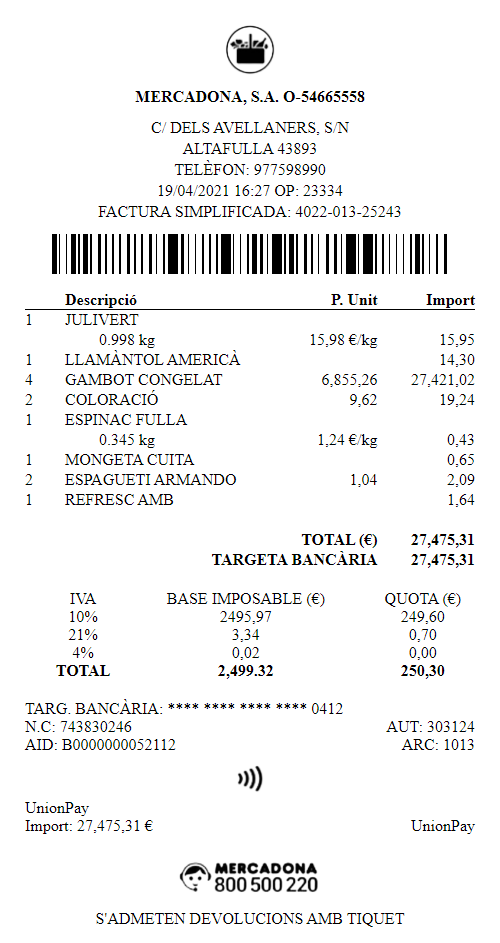 MERCADONA, S.A. O-54665558
C/ DELS AVELLANERS, S/N
ALTAFULLA 43893
TELÈFON: 977598990
19/04/2021 16:27 OP: 23334
FACTURA SIMPLIFICADA: 4022-013-25243
Descripció P. Unit Import
1 JULIVERT
0.998 kg 15,98 €/kg 15,95
1 LLAMÀNTOL AMERICÀ 14,30
4 GAMBOT CONGELAT 6,855,26 27,421,02
2 COLORACIÓ 9,62 19,24
1 ESPINAC FULLA
0.345 kg 1,24 €/kg 0,43
1 MONGETA CUITA 0,65
2 ESPAGUETI ARMANDO 1,04 2,09
1 REFRESC AMB 1,64
TOTAL (€) 27,475,31
TARGETA BANCÀRIA 27,475,31
IVA BASE IMPOSABLE (€) QUOTA (€)
10% 2495,97 249,60
21% 3,34 0,70
4% 0,02 0,00
TOTAL 2,499.32 250,30
TARG. BANCÀRIA: **** **** **** **** 0412
N.C: 743830246 AUT: 303124
AID: B0000000052112 ARC: 1013
UnionPay
Import: 27,475,31 € UnionPay
MERCADONA
800 500 220
S'ADMETEN DEVOLUCIONS AMB TIQUET